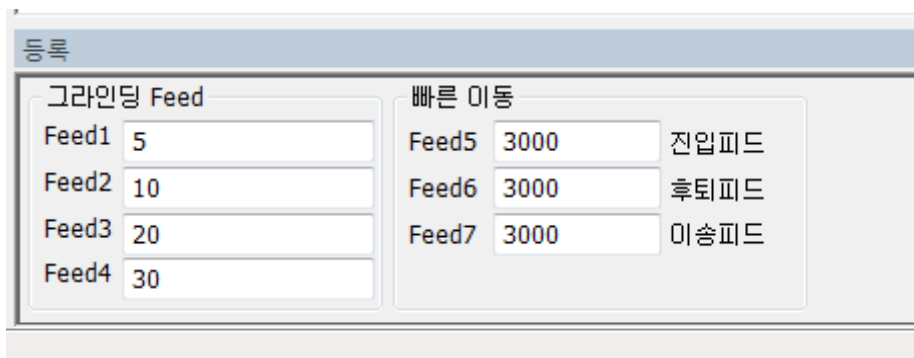 등록
그라인딩 Feed
Feed1 5
Feed2 10
Feed3 20
Feed4 30
빠른 이동
Feed5 3000 진입피드
Feed6 3000 후퇴피드
Feed7 3000 이송피드